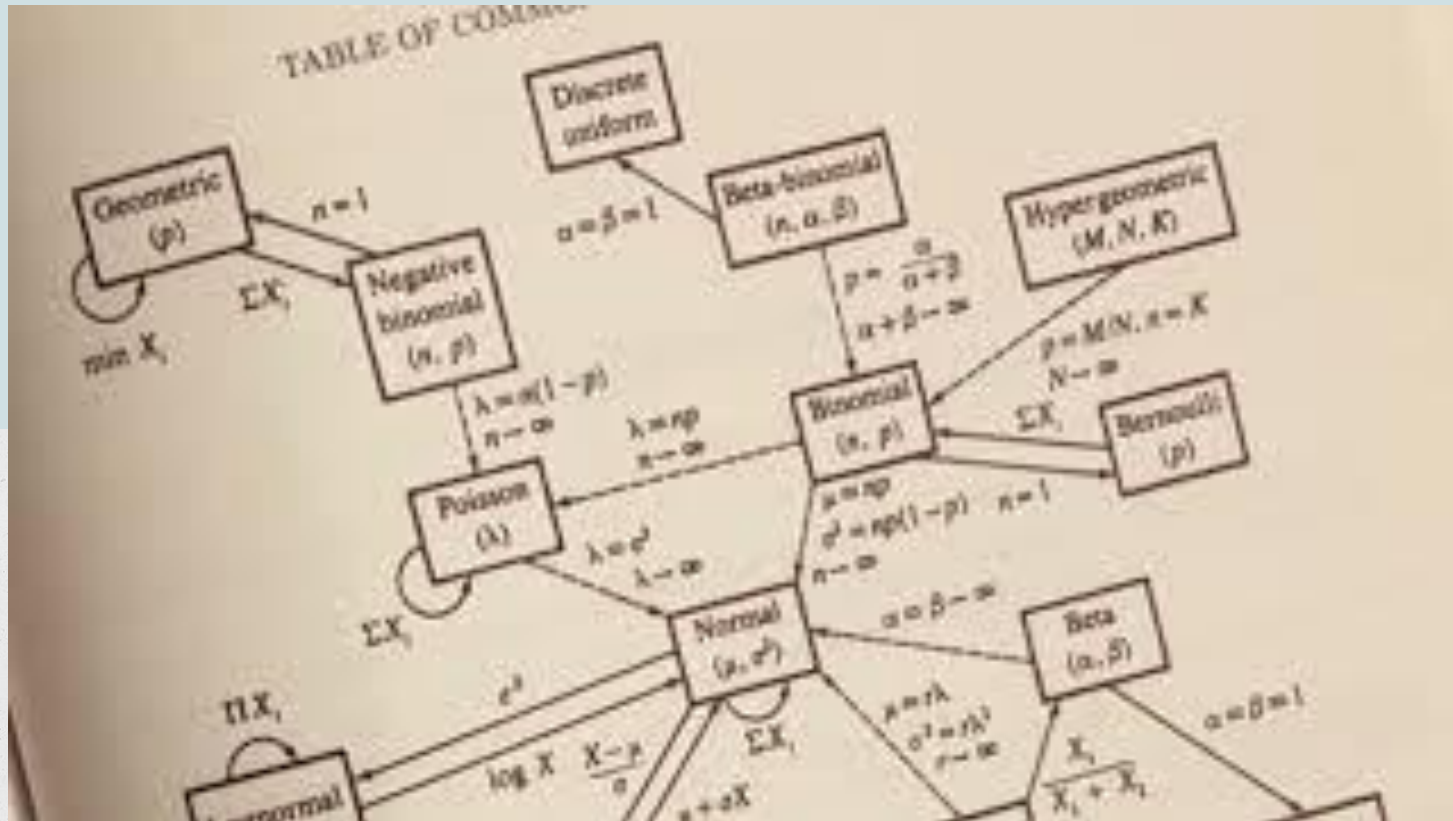 TABLE OF COMMO
Discrete
uniform
Geometric
(p)
n = 1
α = β = 1
Beta-binomial
(n, α, β)
Hypergeometric
(M, N, K)
ΣXᵢ
min Xᵢ
Negative
binomial
(n, p)
p = α/(α + β)
α + β → ∞
p = M/N, n = K
N → ∞
λ = n(1 − p)
n → ∞
λ = np
n → ∞
Binomial
(n, p)
ΣXᵢ
Bernoulli
(p)
n = 1
Poisson
(λ)
ΣXᵢ
λ = σ²
λ → ∞
μ = np
σ² = np(1 − p)
n → ∞
Normal
(μ, σ²)
ΣXᵢ
α = β → ∞
Beta
(α, β)
α = β = 1
ΠXᵢ
log X
(X − μ)/σ
μ + σX
μ = rλ
σ² = rλ²
r → ∞
X₁/(X₁ + X₂)